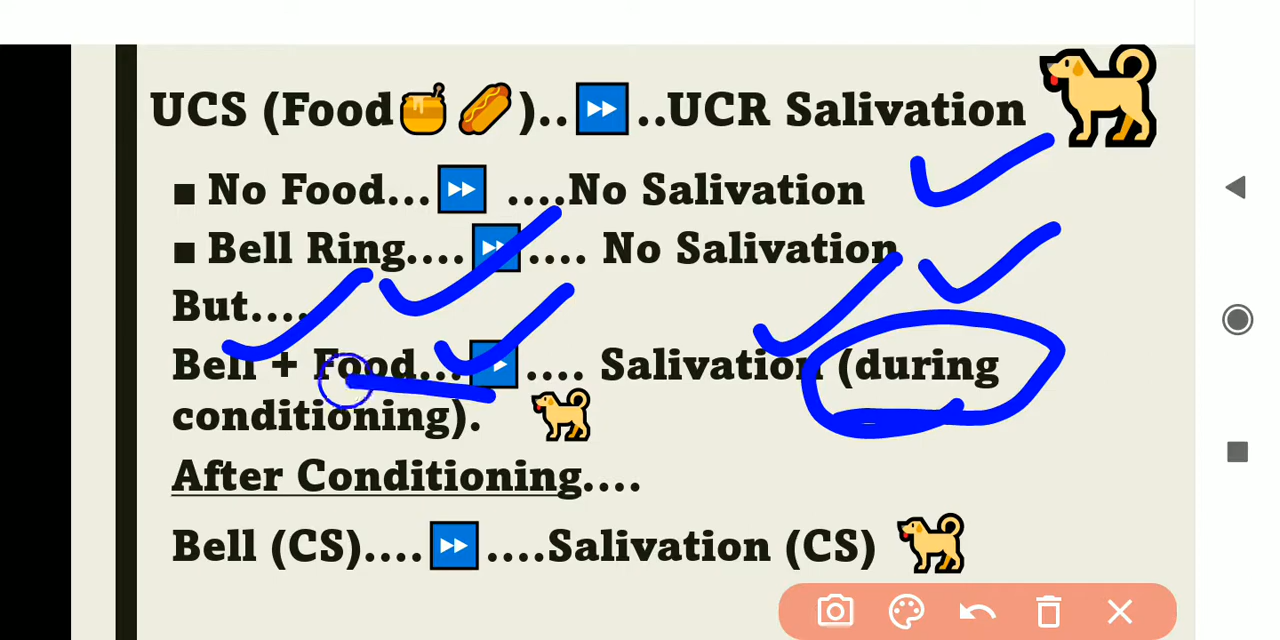 UCS (Food🍯🌭)..⏩..UCR Salivation 🐕
▪ No Food...⏩ ....No Salivation
▪ Bell Ring....⏩.... No Salivation
But....
Bell + Food...▶.... Salivation (during
conditioning). 🐕
After Conditioning....
Bell (CS)....⏩....Salivation (CS) 🐕